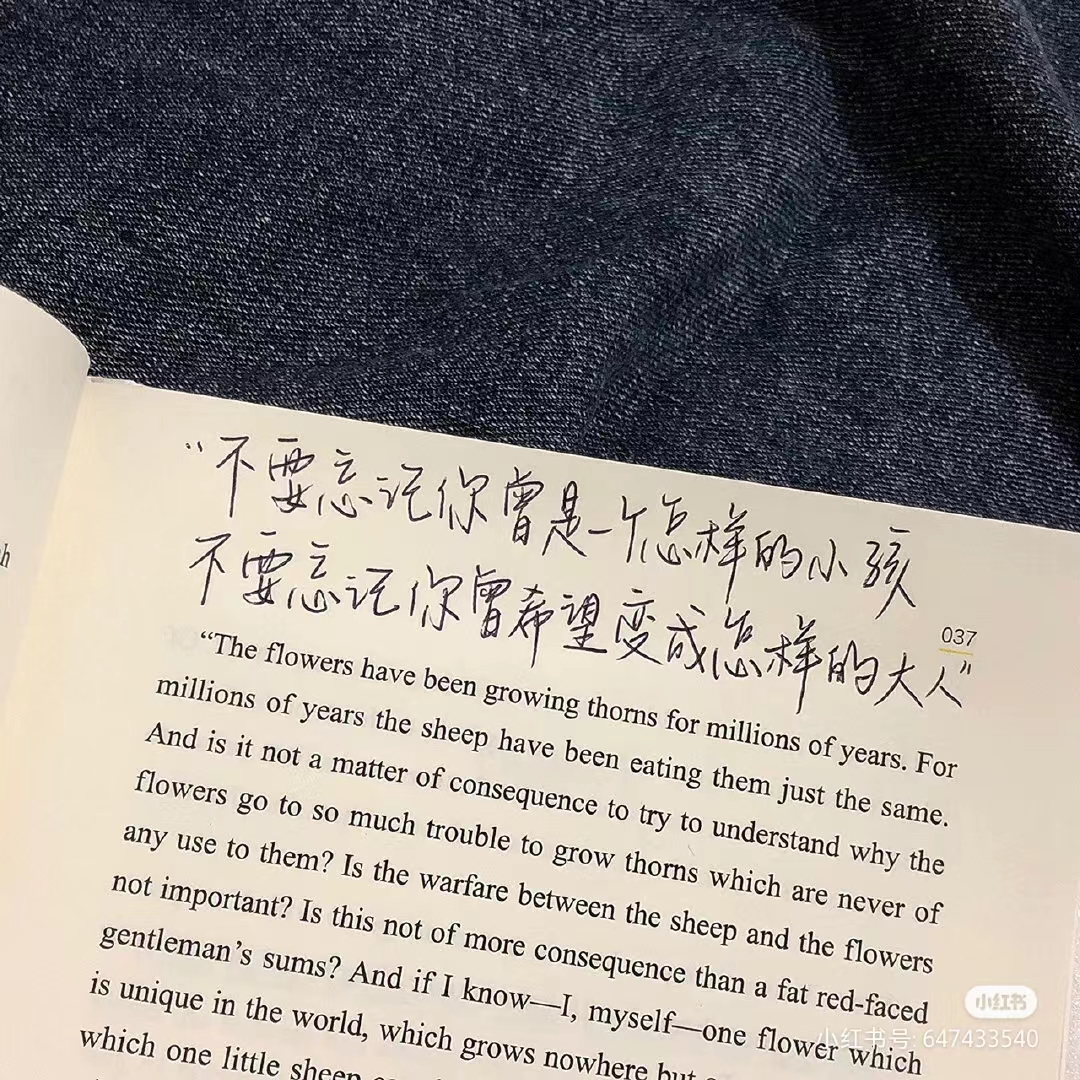 “不要忘记你曾是一个怎样的小孩
不要忘记你曾希望变成怎样的大人”
037
“The flowers have been growing thorns for millions of years. For
millions of years the sheep have been eating them just the same.
And is it not a matter of consequence to try to understand why the
flowers go to so much trouble to grow thorns which are never of
any use to them? Is the warfare between the sheep and the flowers
not important? Is this not of more consequence than a fat red-faced
gentleman’s sums? And if I know—I, myself—one flower which
is unique in the world, which grows nowhere but
which one little sheep
小红书
小红书号: 647433540